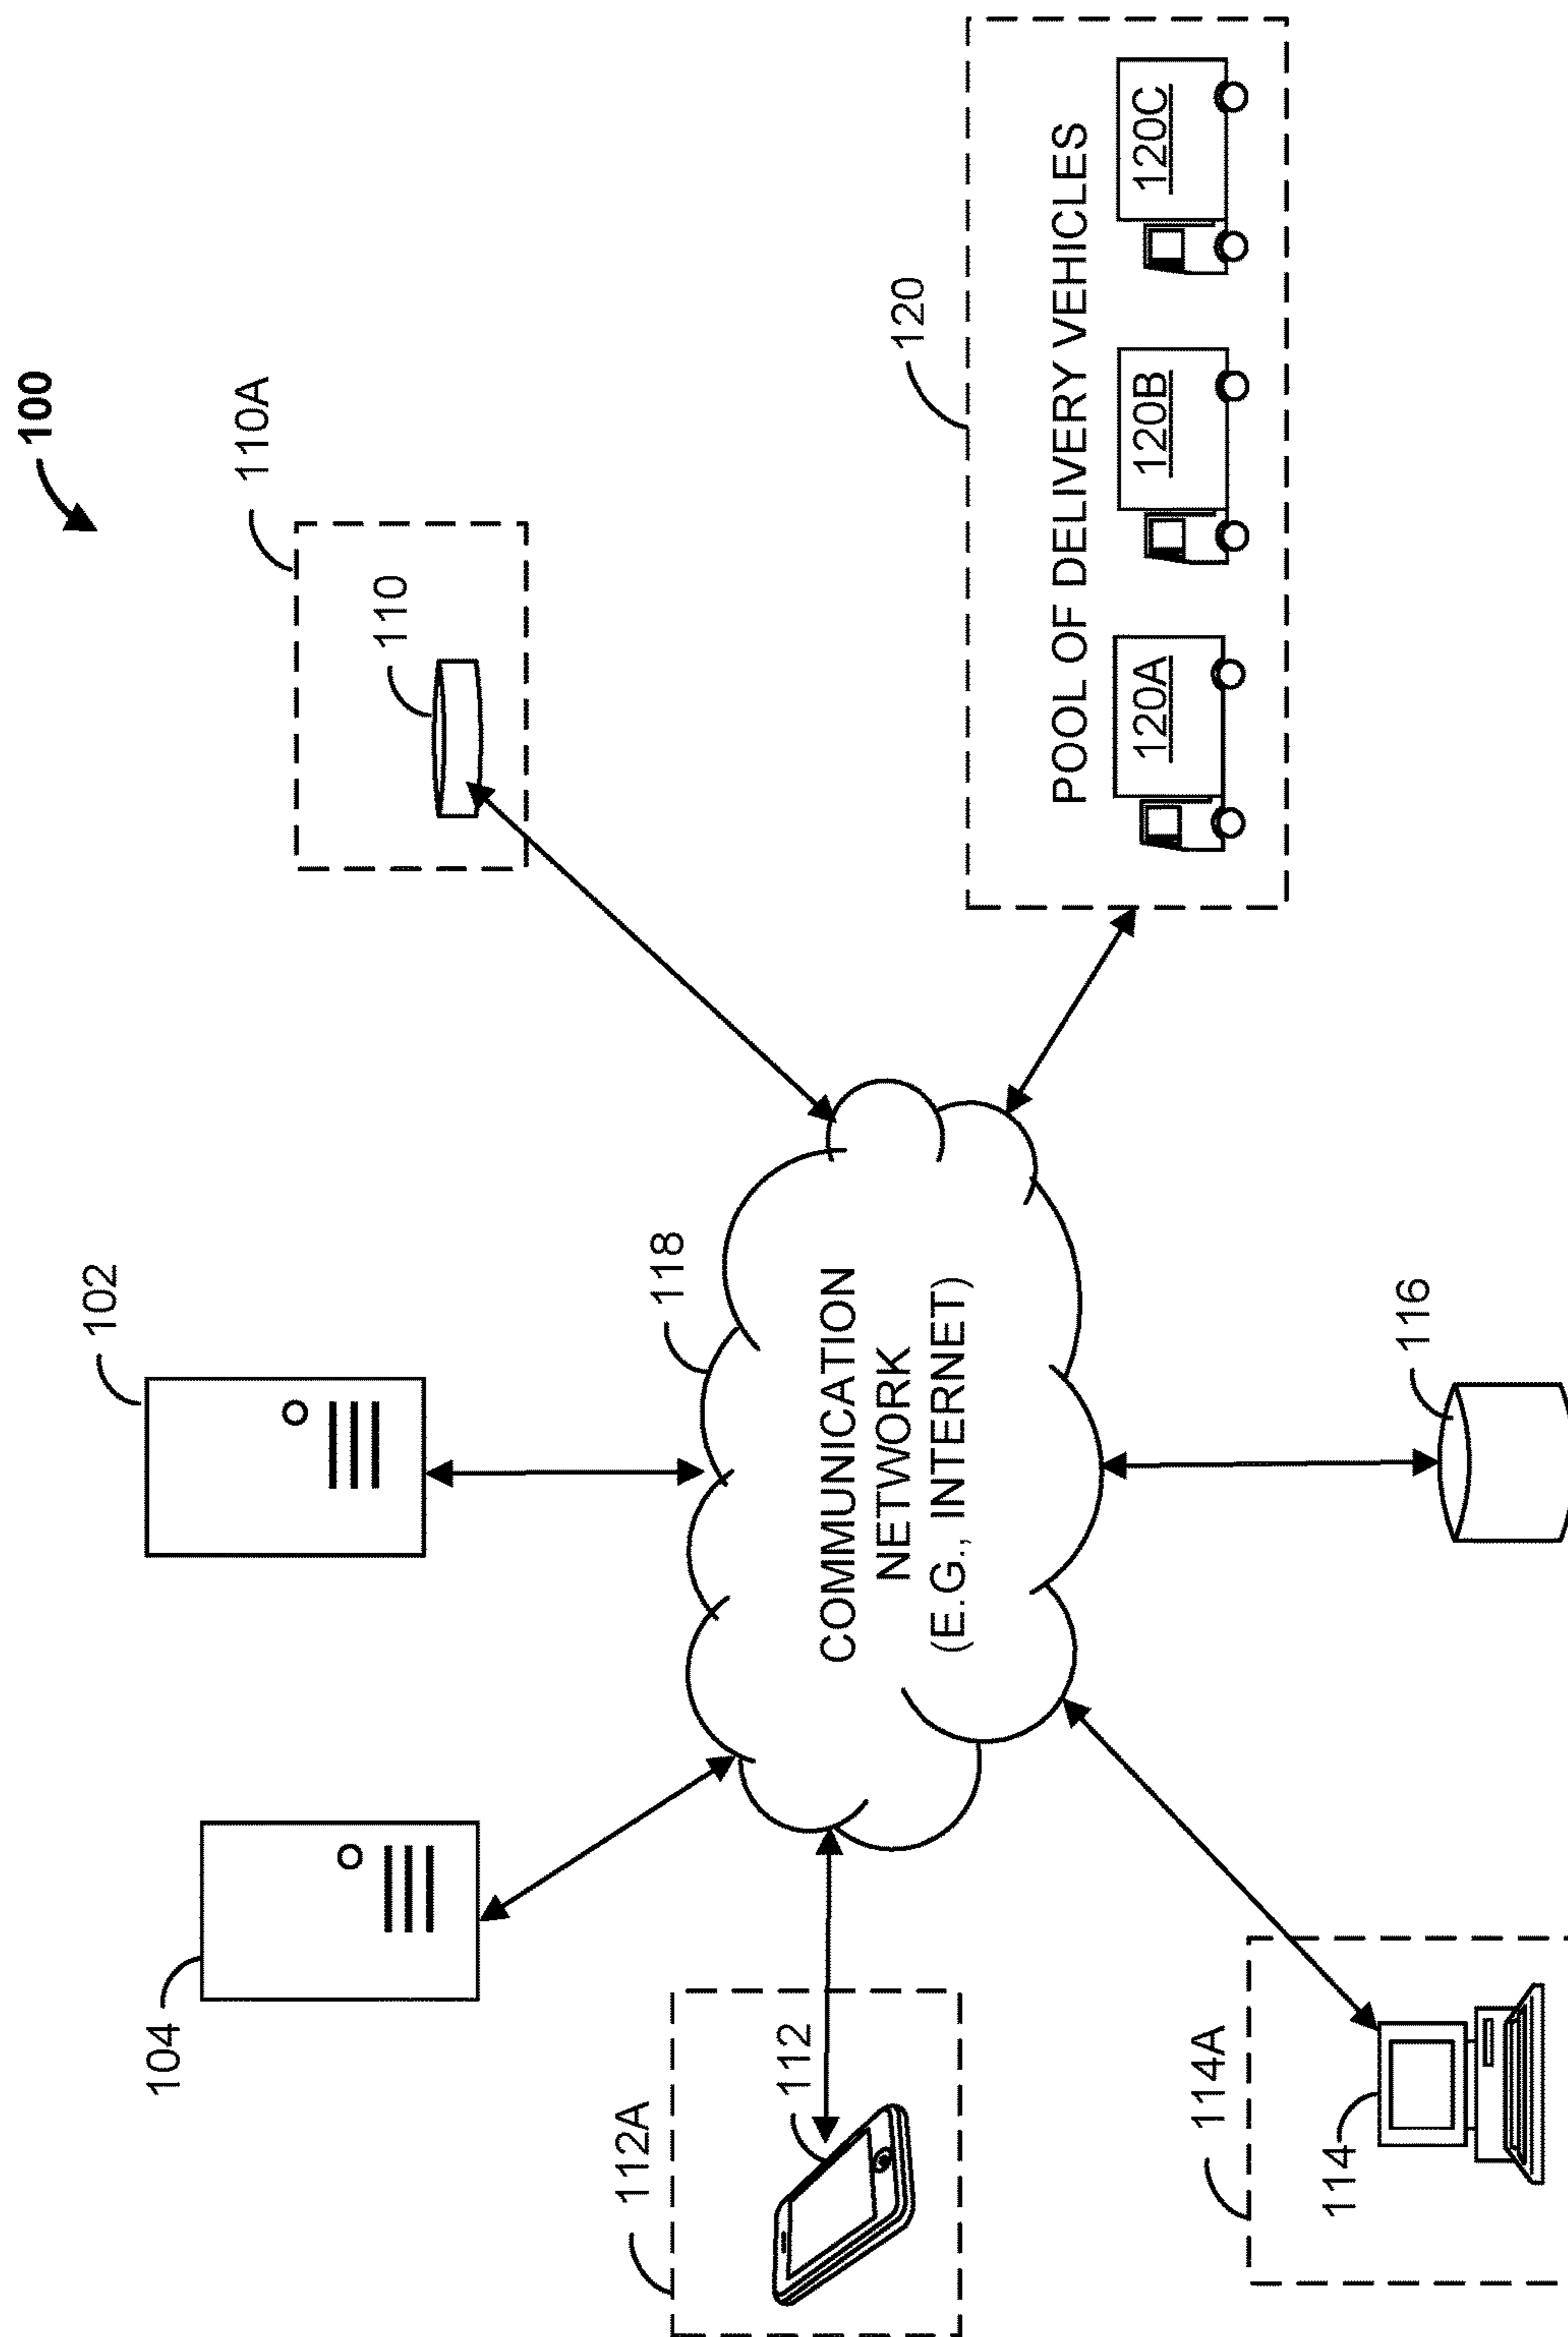 100
102
104
110A
110
112A
112
118
COMMUNICATION
NETWORK
(E.G., INTERNET)
120
POOL OF DELIVERY VEHICLES
120A
120B
120C
114A
114
116